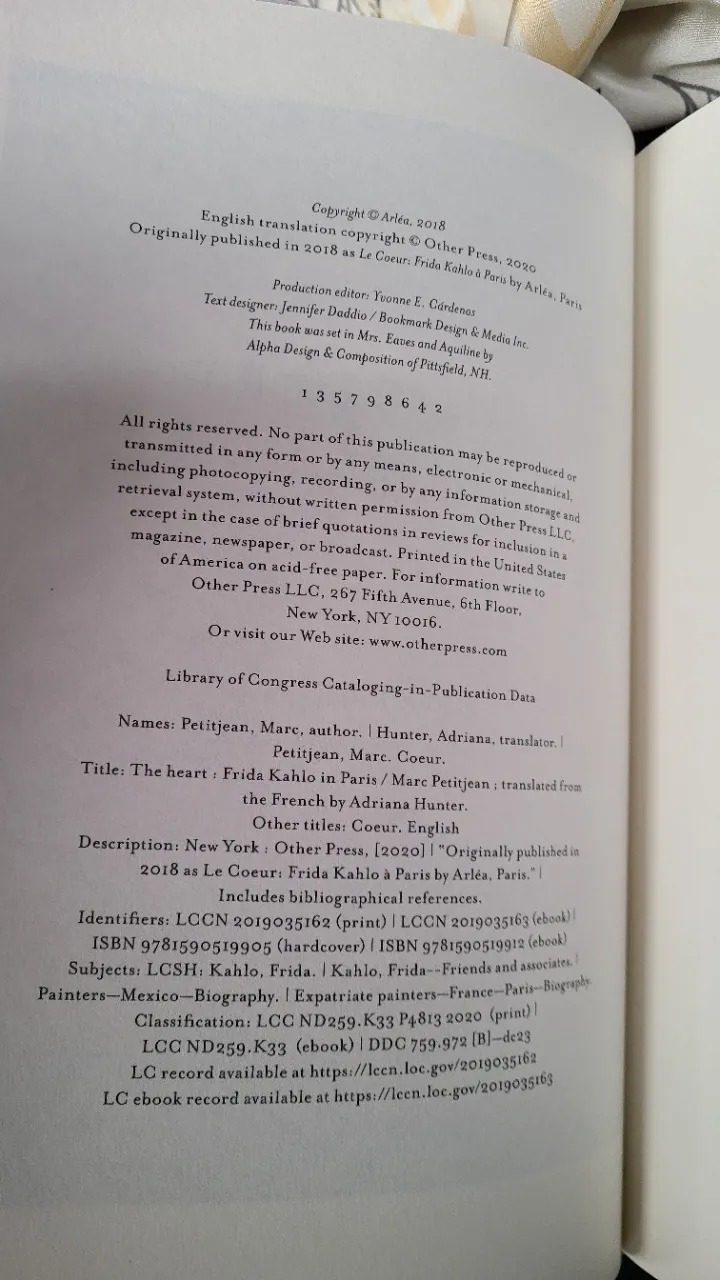 Copyright © Arléa, 2018
English translation copyright © Other Press, 2020
Originally published in 2018 as Le Coeur: Frida Kahlo à Paris by Arléa, Paris
Production editor: Yvonne E. Cárdenas
Text designer: Jennifer Daddio / Bookmark Design & Media Inc.
This book was set in Mrs. Eaves and Aquiline by
Alpha Design & Composition of Pittsfield, NH.
1 3 5 7 9 8 6 4 2
All rights reserved. No part of this publication may be reproduced or
transmitted in any form or by any means, electronic or mechanical,
including photocopying, recording, or by any information storage and
retrieval system, without written permission from Other Press LLC,
except in the case of brief quotations in reviews for inclusion in a
magazine, newspaper, or broadcast. Printed in the United States
of America on acid-free paper. For information write to
Other Press LLC, 267 Fifth Avenue, 6th Floor,
New York, NY 10016.
Or visit our Web site: www.otherpress.com
Library of Congress Cataloging-in-Publication Data
Names: Petitjean, Marc, author. | Hunter, Adriana, translator. |
Petitjean, Marc. Coeur.
Title: The heart : Frida Kahlo in Paris / Marc Petitjean ; translated from
the French by Adriana Hunter.
Other titles: Coeur. English
Description: New York : Other Press, [2020] | "Originally published in
2018 as Le Coeur: Frida Kahlo à Paris by Arléa, Paris." |
Includes bibliographical references.
Identifiers: LCCN 2019035162 (print) | LCCN 2019035163 (ebook) |
ISBN 9781590519905 (hardcover) | ISBN 9781590519912 (ebook)
Subjects: LCSH: Kahlo, Frida. | Kahlo, Frida--Friends and associates. |
Painters—Mexico—Biography. | Expatriate painters—France—Paris--Biography.
Classification: LCC ND259.K33 P4813 2020 (print) |
LCC ND259.K33 (ebook) | DDC 759.972 [B]—dc23
LC record available at https://lccn.loc.gov/2019035162
LC ebook record available at https://lccn.loc.gov/2019035163